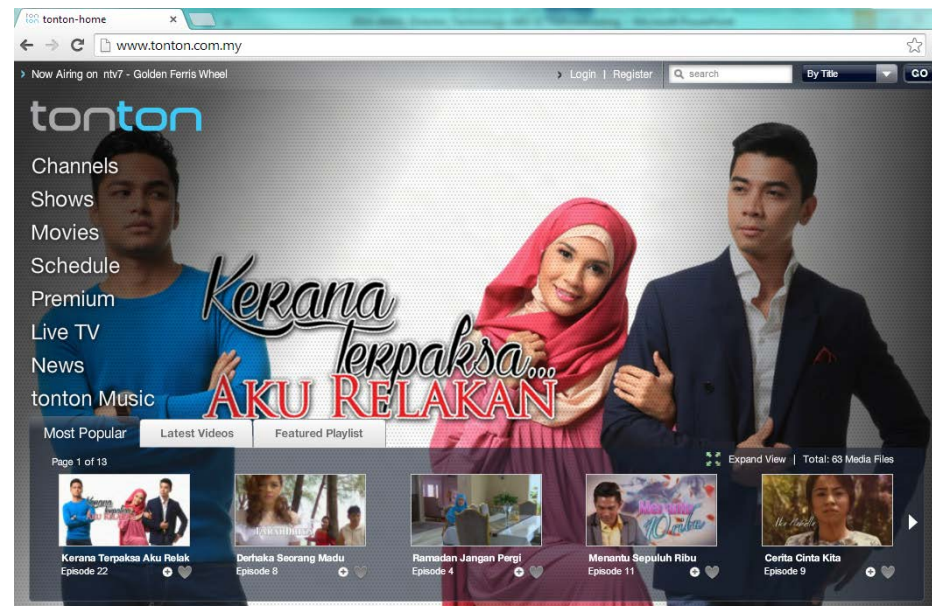 tonton-home
www.tonton.com.my
Now Airing on ntv7 - Golden Ferris Wheel
Login | Register
search
By Title
GO
tonton
Channels
Shows
Movies
Schedule
Premium
Live TV
News
tonton Music
Kerana
Terpaksa...
AKU RELAKAN
Most Popular
Latest Videos
Featured Playlist
Page 1 of 13
Expand View | Total: 63 Media Files
Kerana Terpaksa Aku Relak
Episode 22
Derhaka Seorang Madu
Episode 8
Ramadan Jangan Pergi
Episode 4
Menantu Sepuluh Ribu
Episode 11
Cerita Cinta Kita
Episode 9